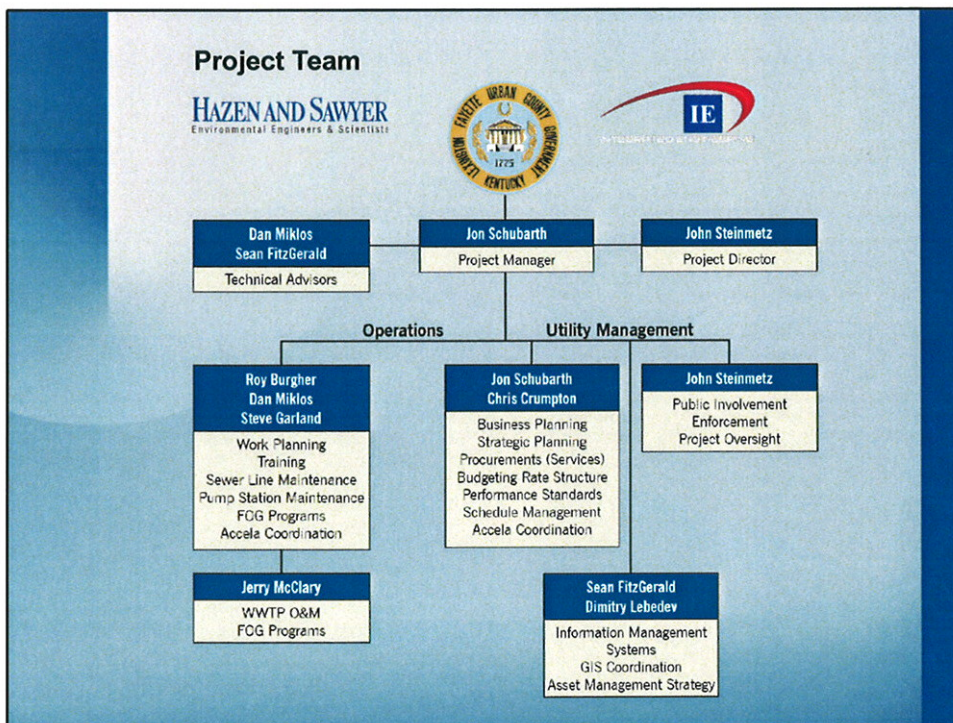 Project Team
HAZEN AND SAWYER
Environmental Engineers & Scientists
LEXINGTON FAYETTE URBAN COUNTY GOVERNMENT
KENTUCKY
1775
IE
Dan Miklos
Sean FitzGerald
Technical Advisors
Jon Schubarth
Project Manager
John Steinmetz
Project Director
Operations
Utility Management
Roy Burgher
Dan Miklos
Steve Garland
Work Planning
Training
Sewer Line Maintenance
Pump Station Maintenance
FOG Programs
Accela Coordination
Jon Schubarth
Chris Crumpton
Business Planning
Strategic Planning
Procurements (Services)
Budgeting Rate Structure
Performance Standards
Schedule Management
Accela Coordination
John Steinmetz
Public Involvement
Enforcement
Project Oversight
Jerry McClary
WWTP O&M
FOG Programs
Sean FitzGerald
Dimitry Lebedev
Information Management
Systems
GIS Coordination
Asset Management Strategy